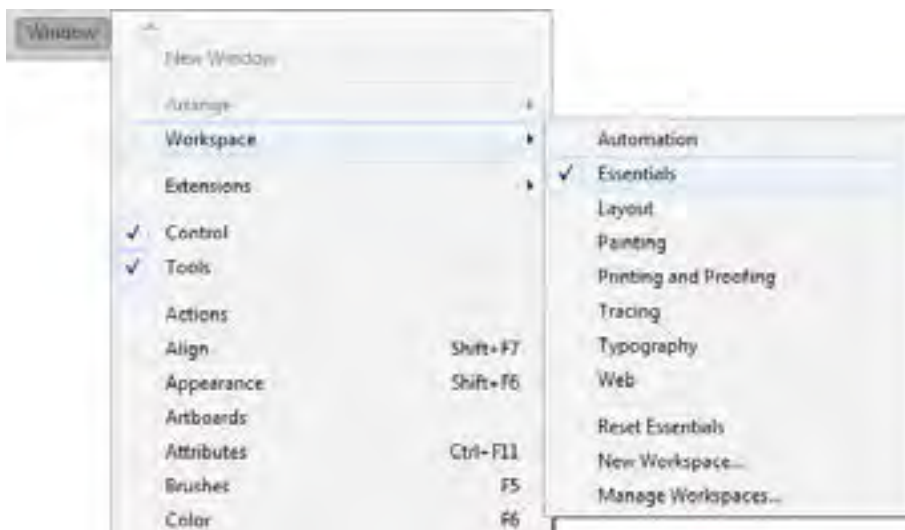 Window
New Window
Arrange
Workspace
Extensions
Control
Tools
Actions
Align Shift+F7
Appearance Shift+F6
Artboards
Attributes Ctrl+F11
Brushes F5
Color F6
Automation
Essentials
Layout
Painting
Printing and Proofing
Tracing
Typography
Web
Reset Essentials
New Workspace...
Manage Workspaces...